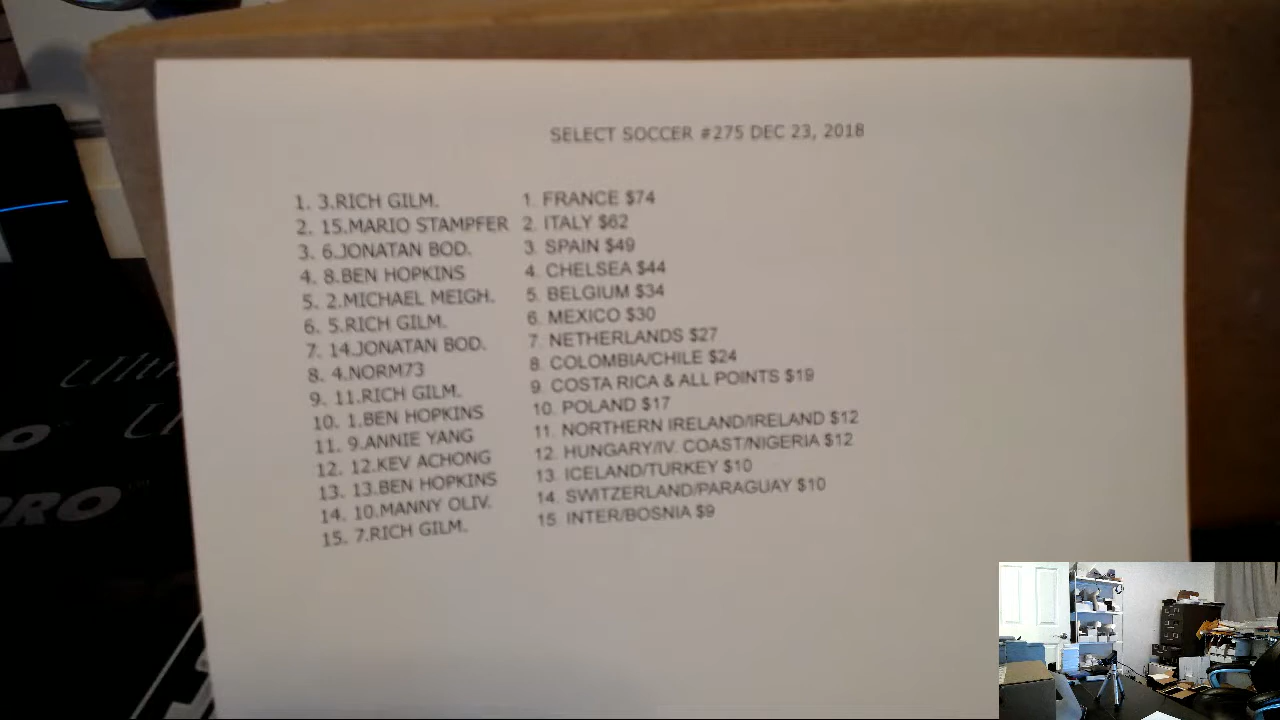 SELECT SOCCER #275 DEC 23, 2018
1. 3.RICH GILM. 1. FRANCE $74
2. 15.MARIO STAMPFER 2. ITALY $62
3. 6.JONATAN BOD. 3. SPAIN $49
4. 8.BEN HOPKINS 4. CHELSEA $44
5. 2.MICHAEL MEIGH. 5. BELGIUM $34
6. 5.RICH GILM. 6. MEXICO $30
7. 14.JONATAN BOD. 7. NETHERLANDS $27
8. 4.NORM73 8. COLOMBIA/CHILE $24
9. 11.RICH GILM. 9. COSTA RICA & ALL POINTS $19
10. 1.BEN HOPKINS 10. POLAND $17
11. 9.ANNIE YANG 11. NORTHERN IRELAND/IRELAND $12
12. 12.KEV ACHONG 12. HUNGARY/IV. COAST/NIGERIA $12
13. 13.BEN HOPKINS 13. ICELAND/TURKEY $10
14. 10.MANNY OLIV. 14. SWITZERLAND/PARAGUAY $10
15. 7.RICH GILM. 15. INTER/BOSNIA $9
PRO